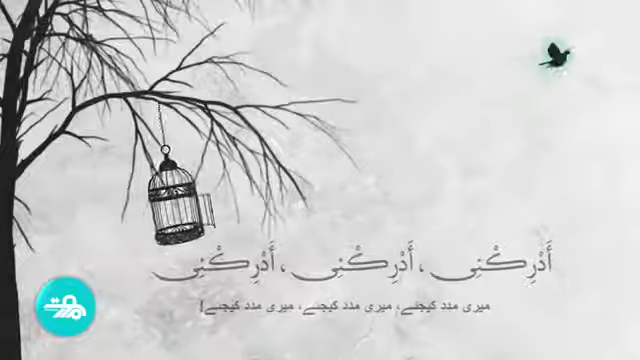 أَدْرِكْنِى ، أَدْرِكْنِى ، أَدْرِكْنِى
میری مدد کیجئے، میری مدد کیجئے، میری مدد کیجئے!